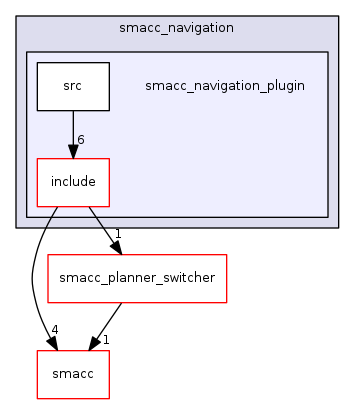 smacc_navigation
src
smacc_navigation_plugin
6
include
1
smacc_planner_switcher
4
1
smacc